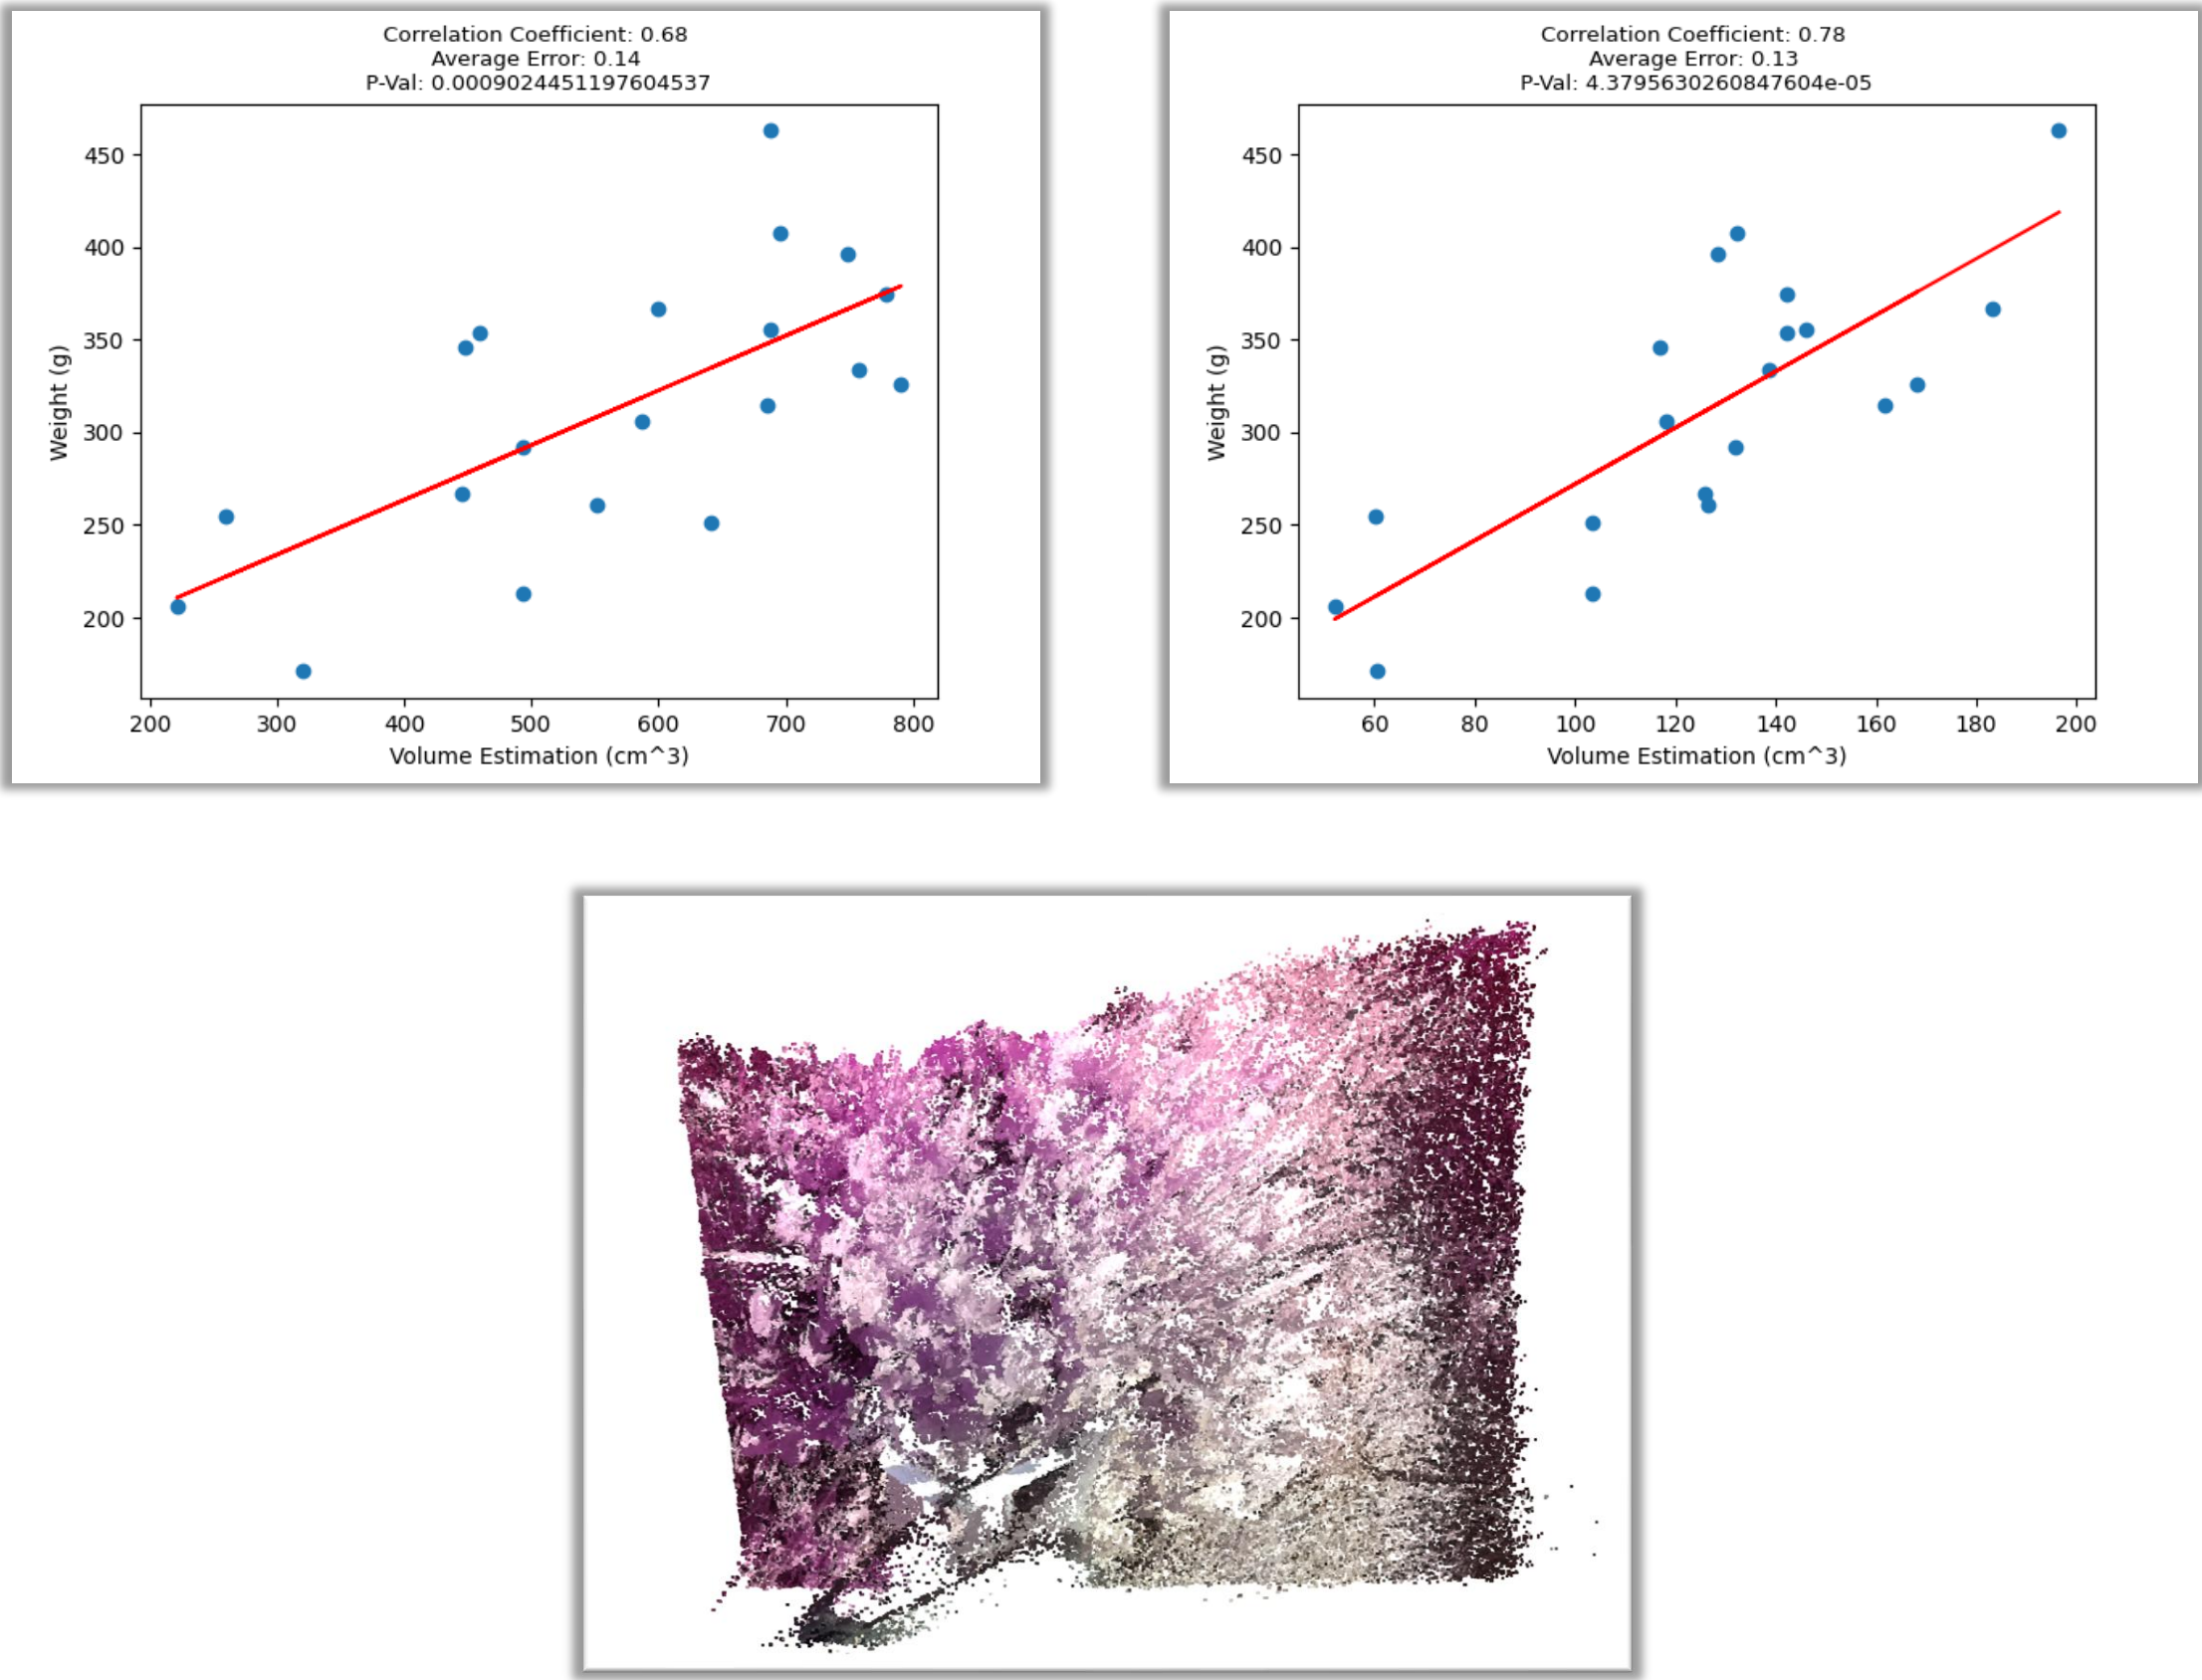 Correlation Coefficient: 0.68
Average Error: 0.14
P-Val: 0.0009024451197604537
450
400
350
300
250
200
Weight (g)
200 300 400 500 600 700 800
Volume Estimation (cm^3)
Correlation Coefficient: 0.78
Average Error: 0.13
P-Val: 4.3795630260847604e-05
450
400
350
300
250
200
Weight (g)
60 80 100 120 140 160 180 200
Volume Estimation (cm^3)